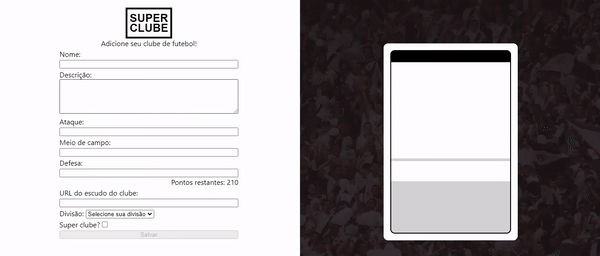 SUPER
CLUBE
Adicione seu clube de futebol!
Nome:
Descrição:
Ataque:
Meio de campo:
Defesa:
Pontos restantes: 210
URL do escudo do clube:
Divisão: Selecione sua divisão
Super clube?
Salvar